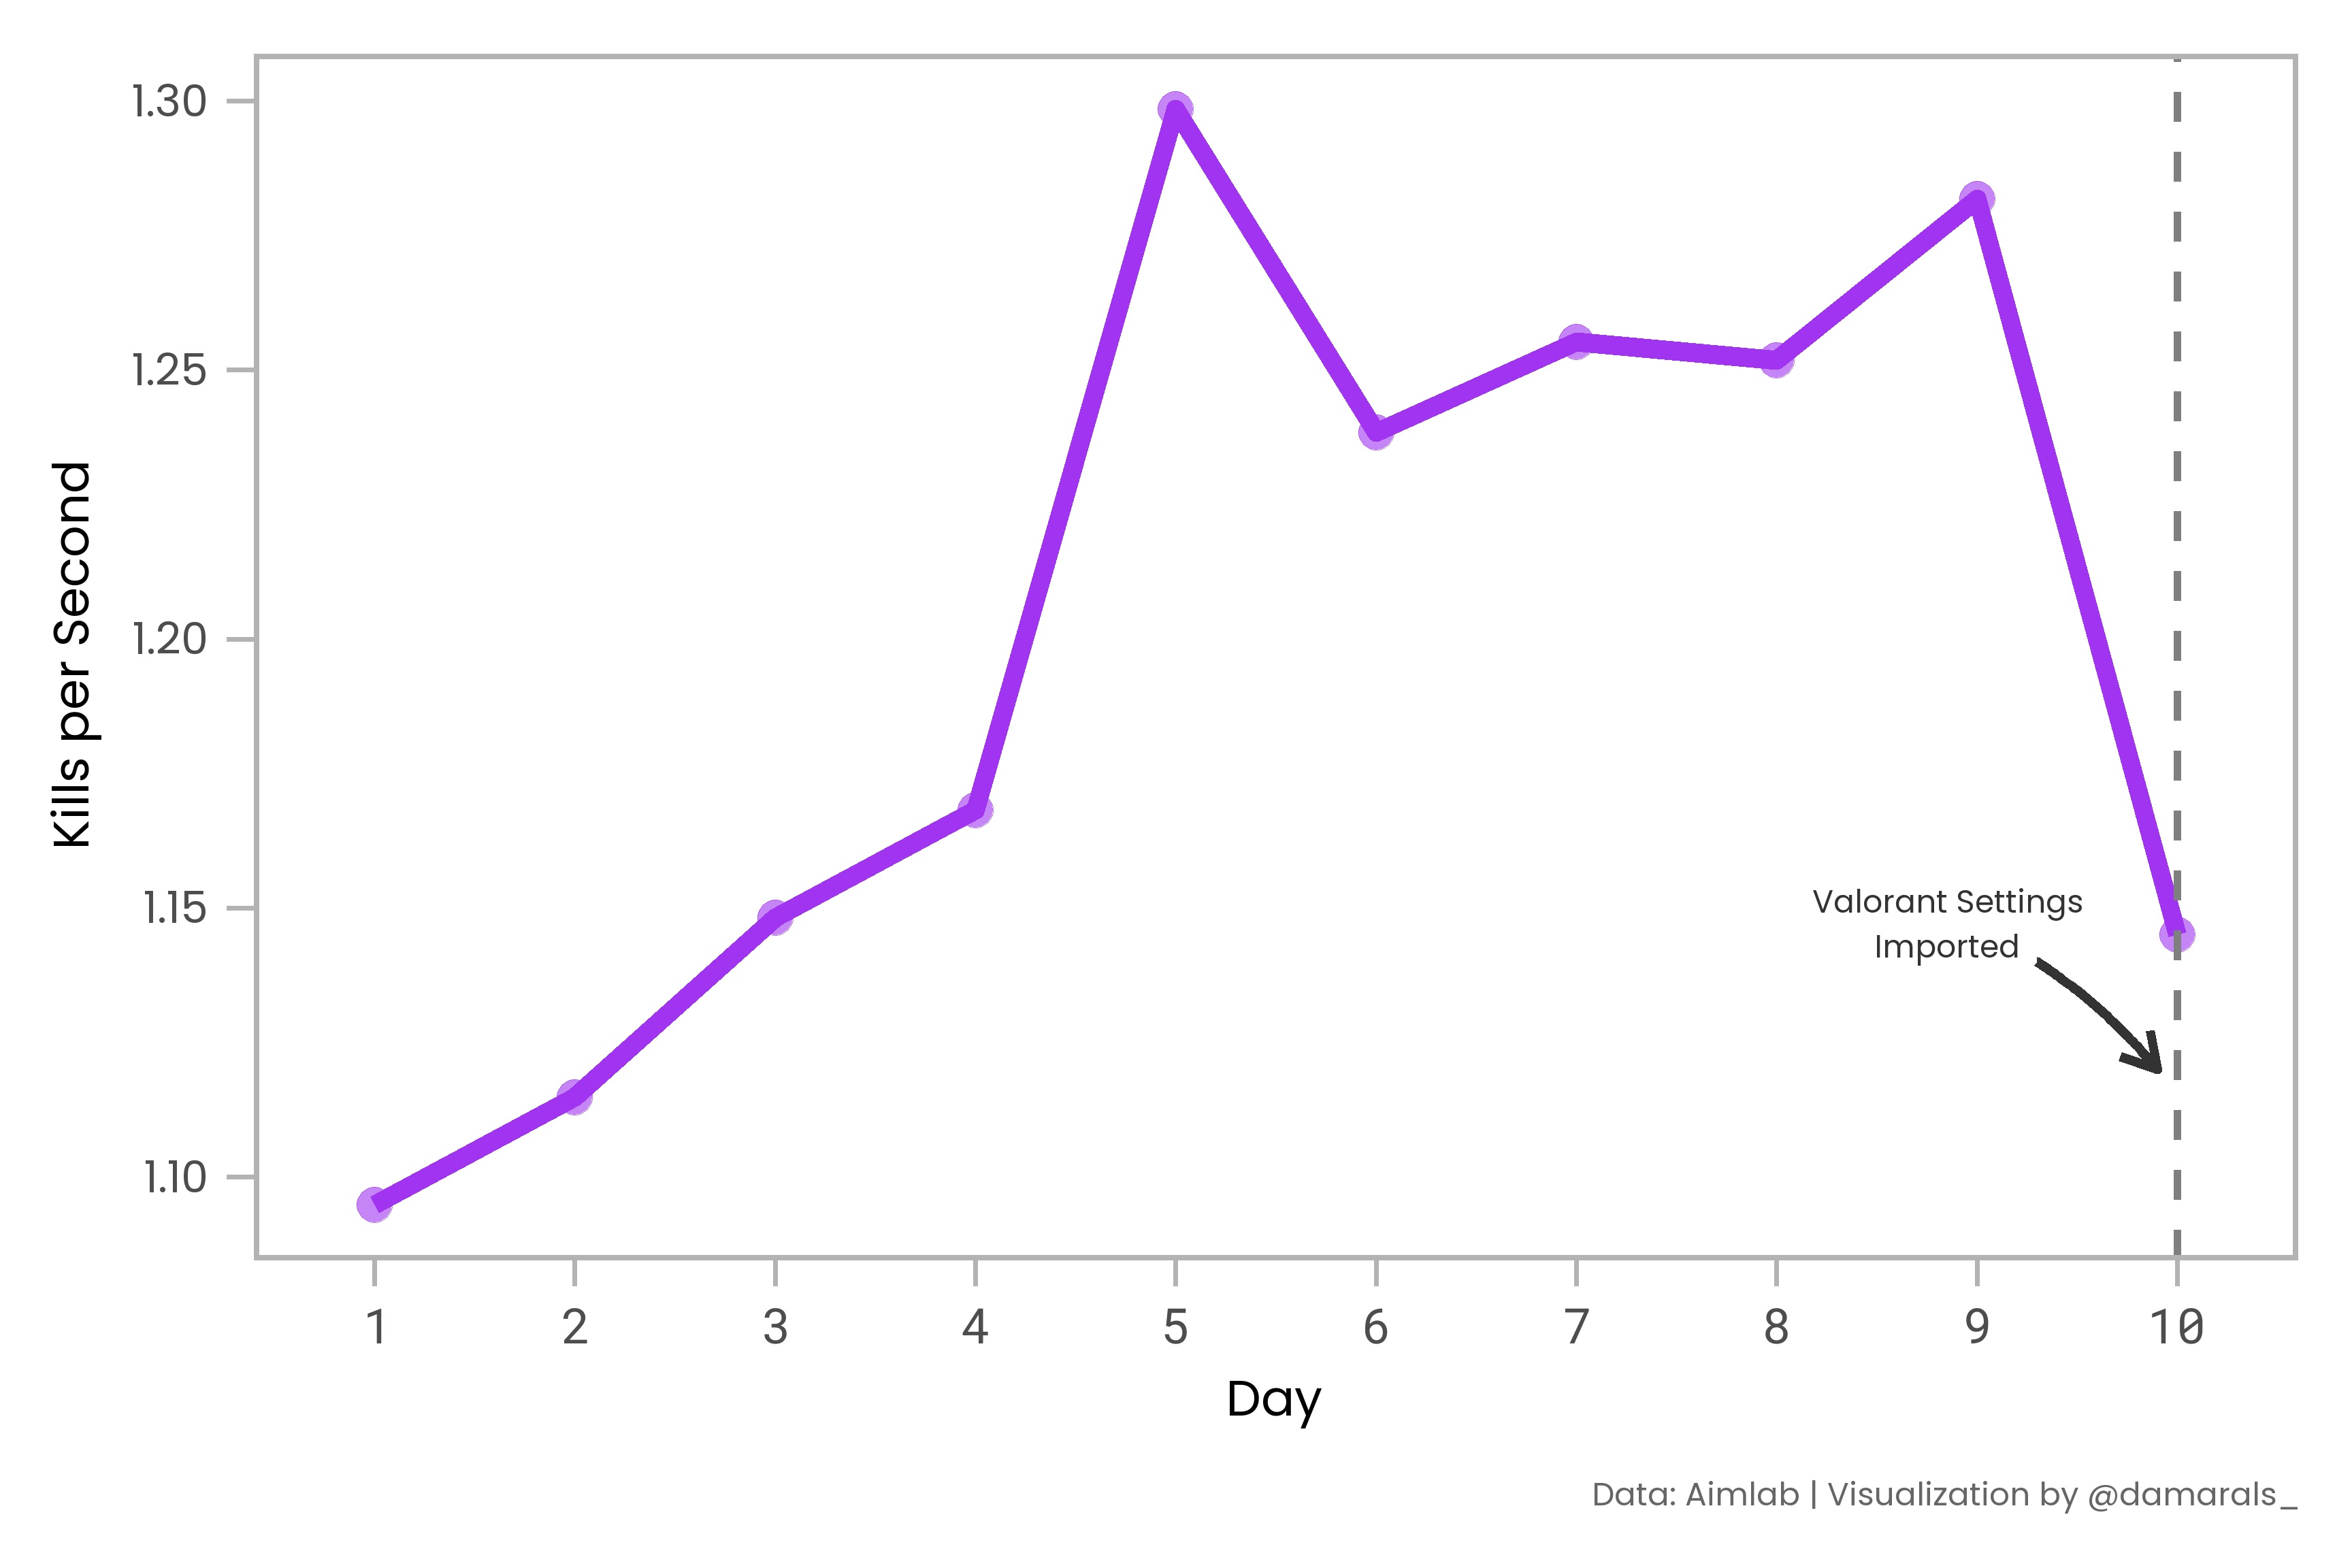 Kills per Second
1.30
1.25
1.20
1.15
1.10
Valorant Settings
Imported
1 2 3 4 5 6 7 8 9 10
Day
Data: Aimlab | Visualization by @damarals_